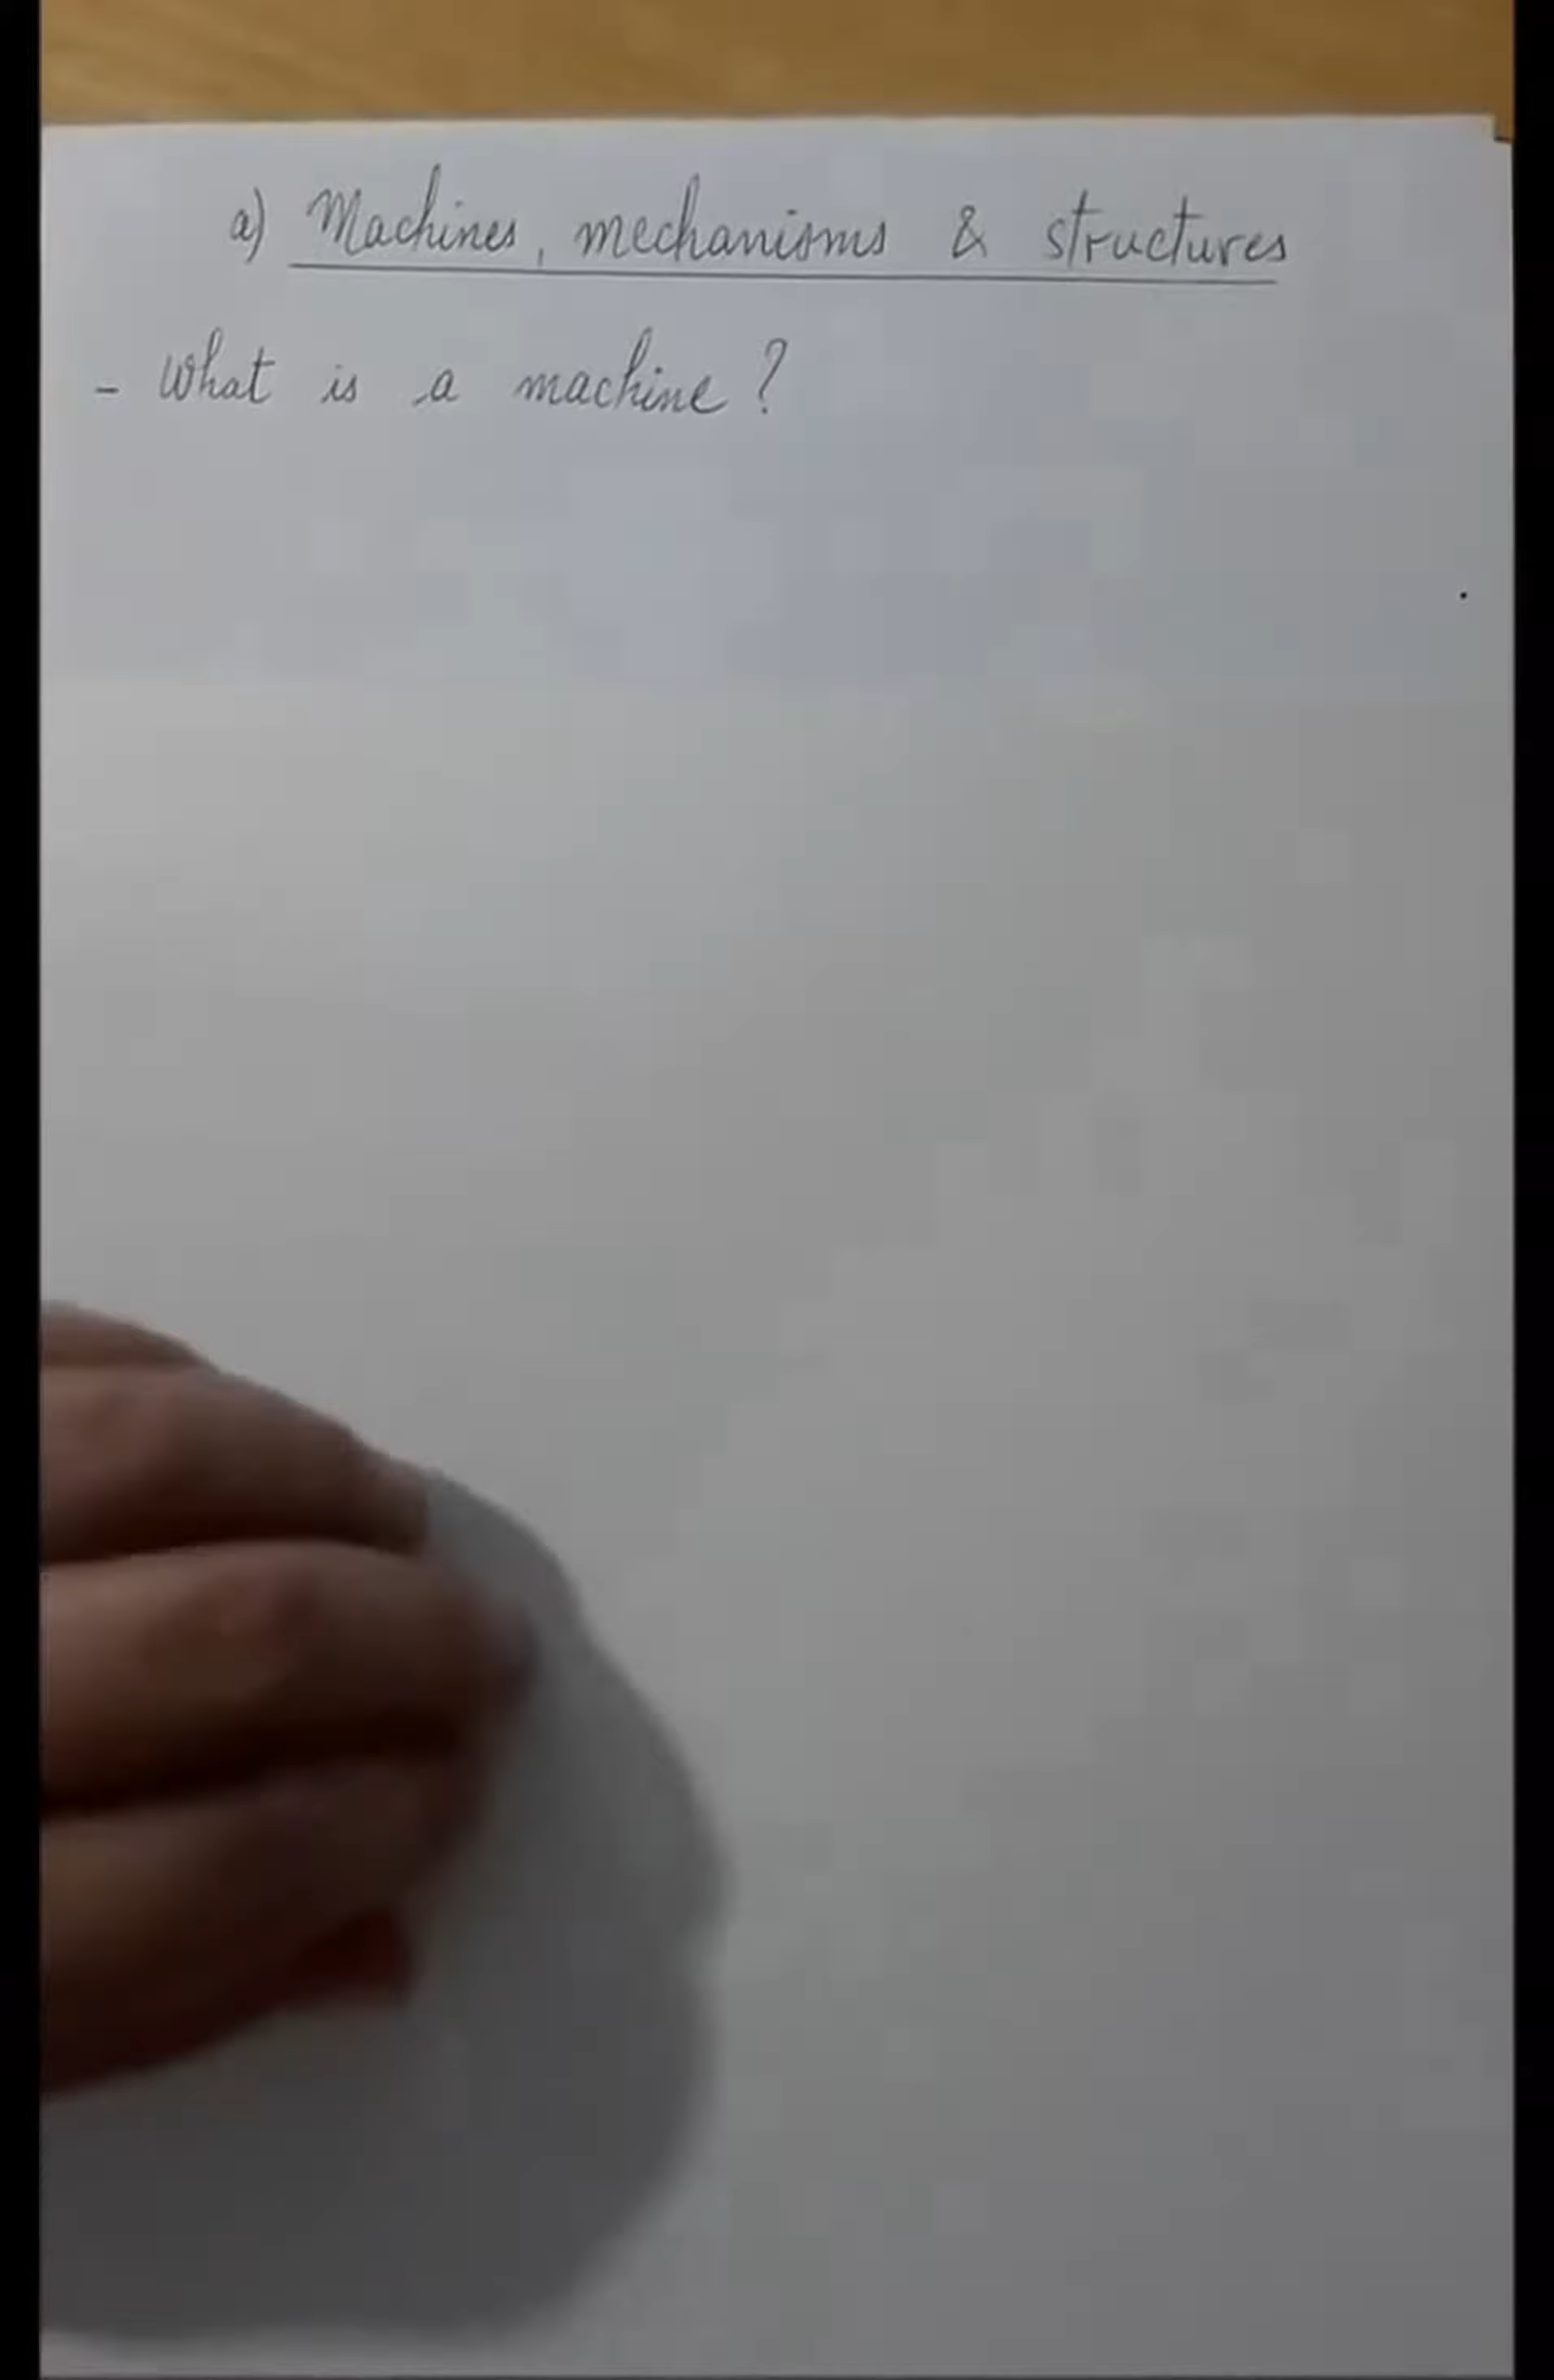 a) Machines, mechanisms & structures
- What is a machine?